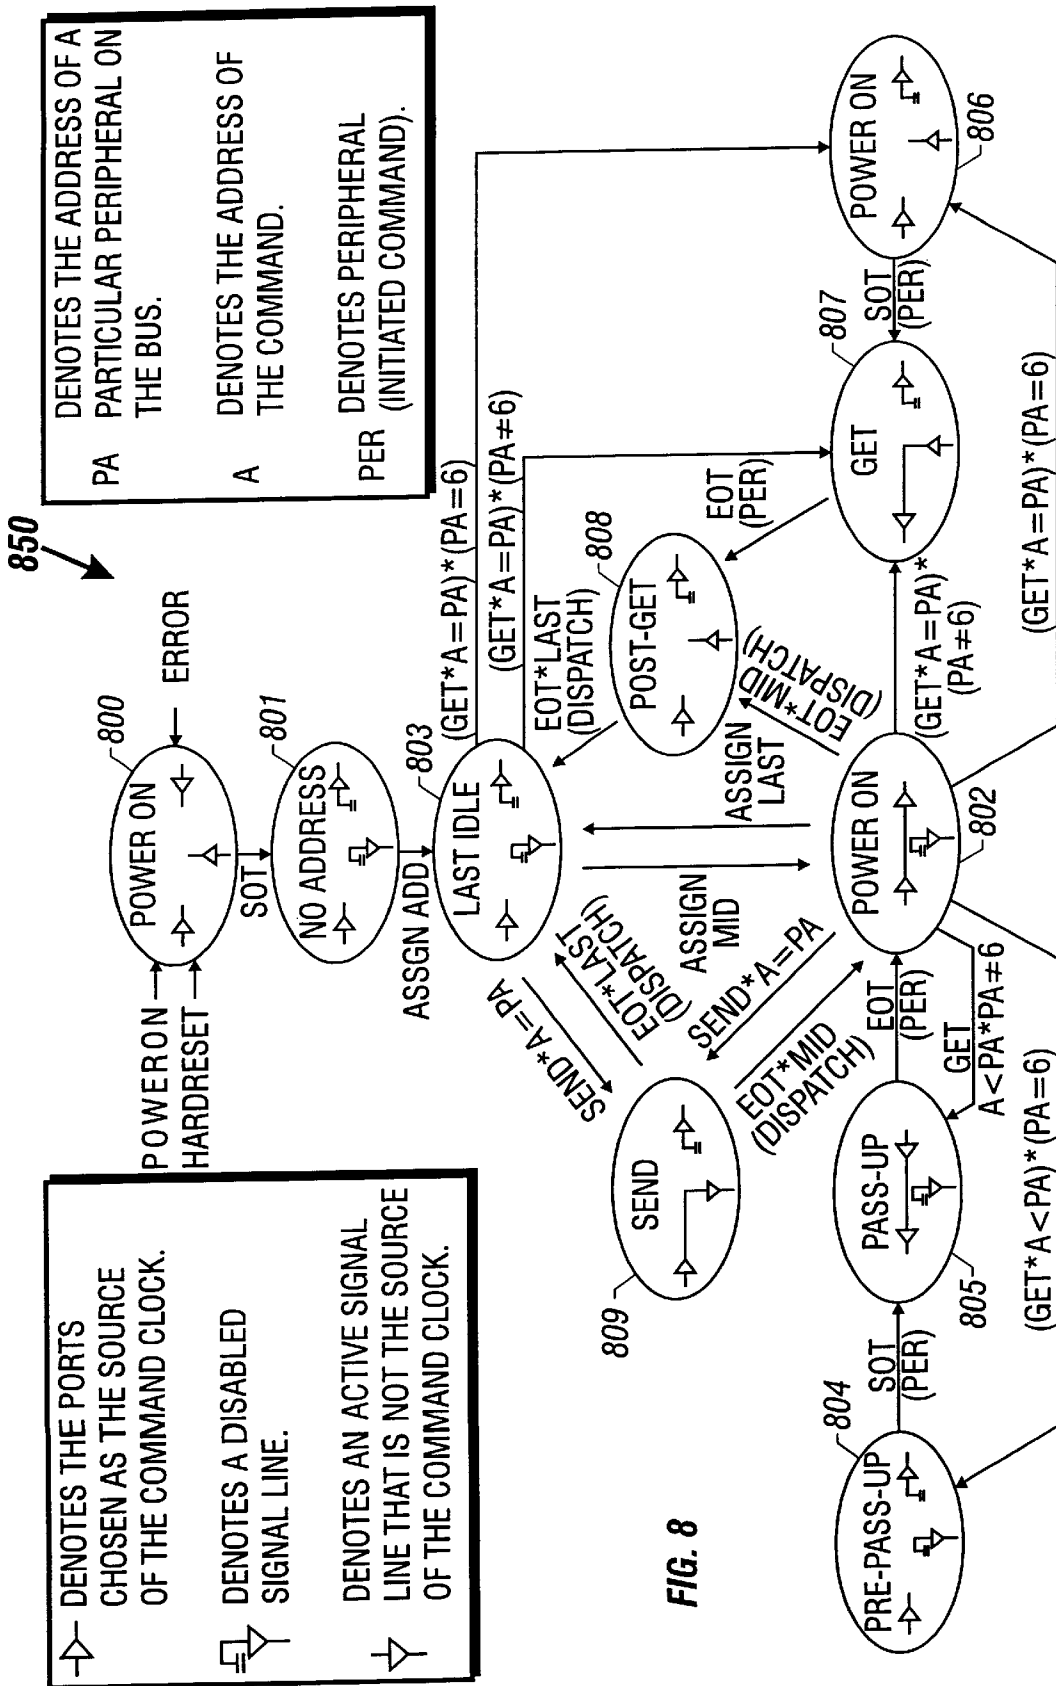 850
DENOTES THE PORTS
CHOSEN AS THE SOURCE
OF THE COMMAND CLOCK.
DENOTES A DISABLED
SIGNAL LINE.
DENOTES AN ACTIVE SIGNAL
LINE THAT IS NOT THE SOURCE
OF THE COMMAND CLOCK.
PA DENOTES THE ADDRESS OF A
PARTICULAR PERIPHERAL ON
THE BUS.
A DENOTES THE ADDRESS OF
THE COMMAND.
PER DENOTES PERIPHERAL
(INITIATED COMMAND).
POWERON
HARDRESET
ERROR
POWER ON
800
SOT
NO ADDRESS
801
ASSGN ADD
LAST IDLE
803
(GET*A=PA)*(PA=6)
(GET*A=PA)*(PA≠6)
SEND*A=PA
EOT*LAST
(DISPATCH)
ASSIGN
MID
ASSIGN
LAST
EOT*LAST
(DISPATCH)
POST-GET
808
EOT
(PER)
SEND
809
SEND*A=PA
EOT*MID
(DISPATCH)
EOT*MID
(DISPATCH)
PRE-PASS-UP
804
SOT
(PER)
PASS-UP
805
EOT
(PER)
GET
A<PA*PA≠6
POWER ON
802
(GET*A=PA)*
(PA≠6)
GET
807
SOT
(PER)
POWER ON
806
(GET*A<PA)*(PA=6)
(GET*A=PA)*(PA=6)
FIG. 8